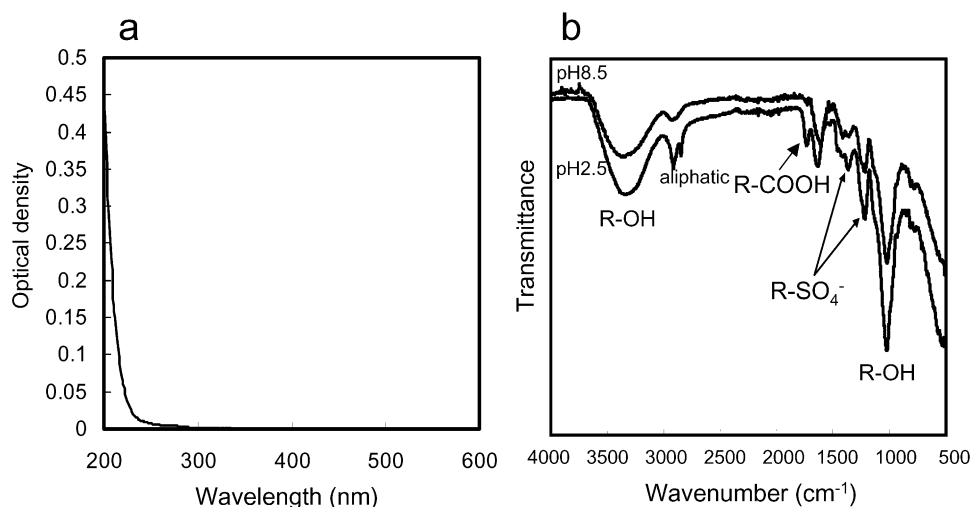 a
0.5
0.45
0.4
0.35
0.3
0.25
0.2
0.15
0.1
0.05
0
200
300
400
500
600
Optical density
Wavelength (nm)
b
pH8.5
pH2.5
aliphatic
R-OH
R-COOH
R-SO₄⁻
R-OH
4000
3500
3000
2500
2000
1500
1000
500
Transmittance
Wavenumber (cm⁻¹)